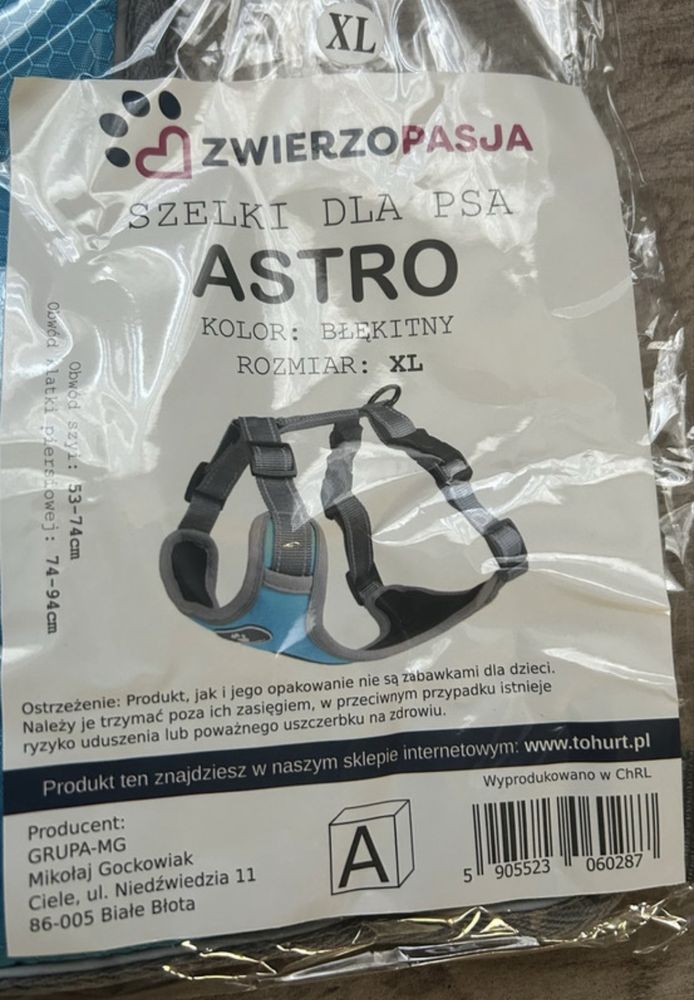 XL
ZWIERZOPASJA
SZELKI DLA PSA
ASTRO
KOLOR: BŁĘKITNY
ROZMIAR: XL
Obwód szyi: 53-74cm
Obwód klatki piersiowej: 74-94cm
Ostrzeżenie: Produkt, jak i jego opakowanie nie są zabawkami dla dzieci.
Należy je trzymać poza ich zasięgiem, w przeciwnym przypadku istnieje
ryzyko uduszenia lub poważnego uszczerbku na zdrowiu.
Produkt ten znajdziesz w naszym sklepie internetowym: www.tohurt.pl
Wyprodukowano w ChRL
Producent:
GRUPA-MG
Mikołaj Gockowiak
Ciele, ul. Niedźwiedzia 11
86-005 Białe Błota
A
5 905523 060287